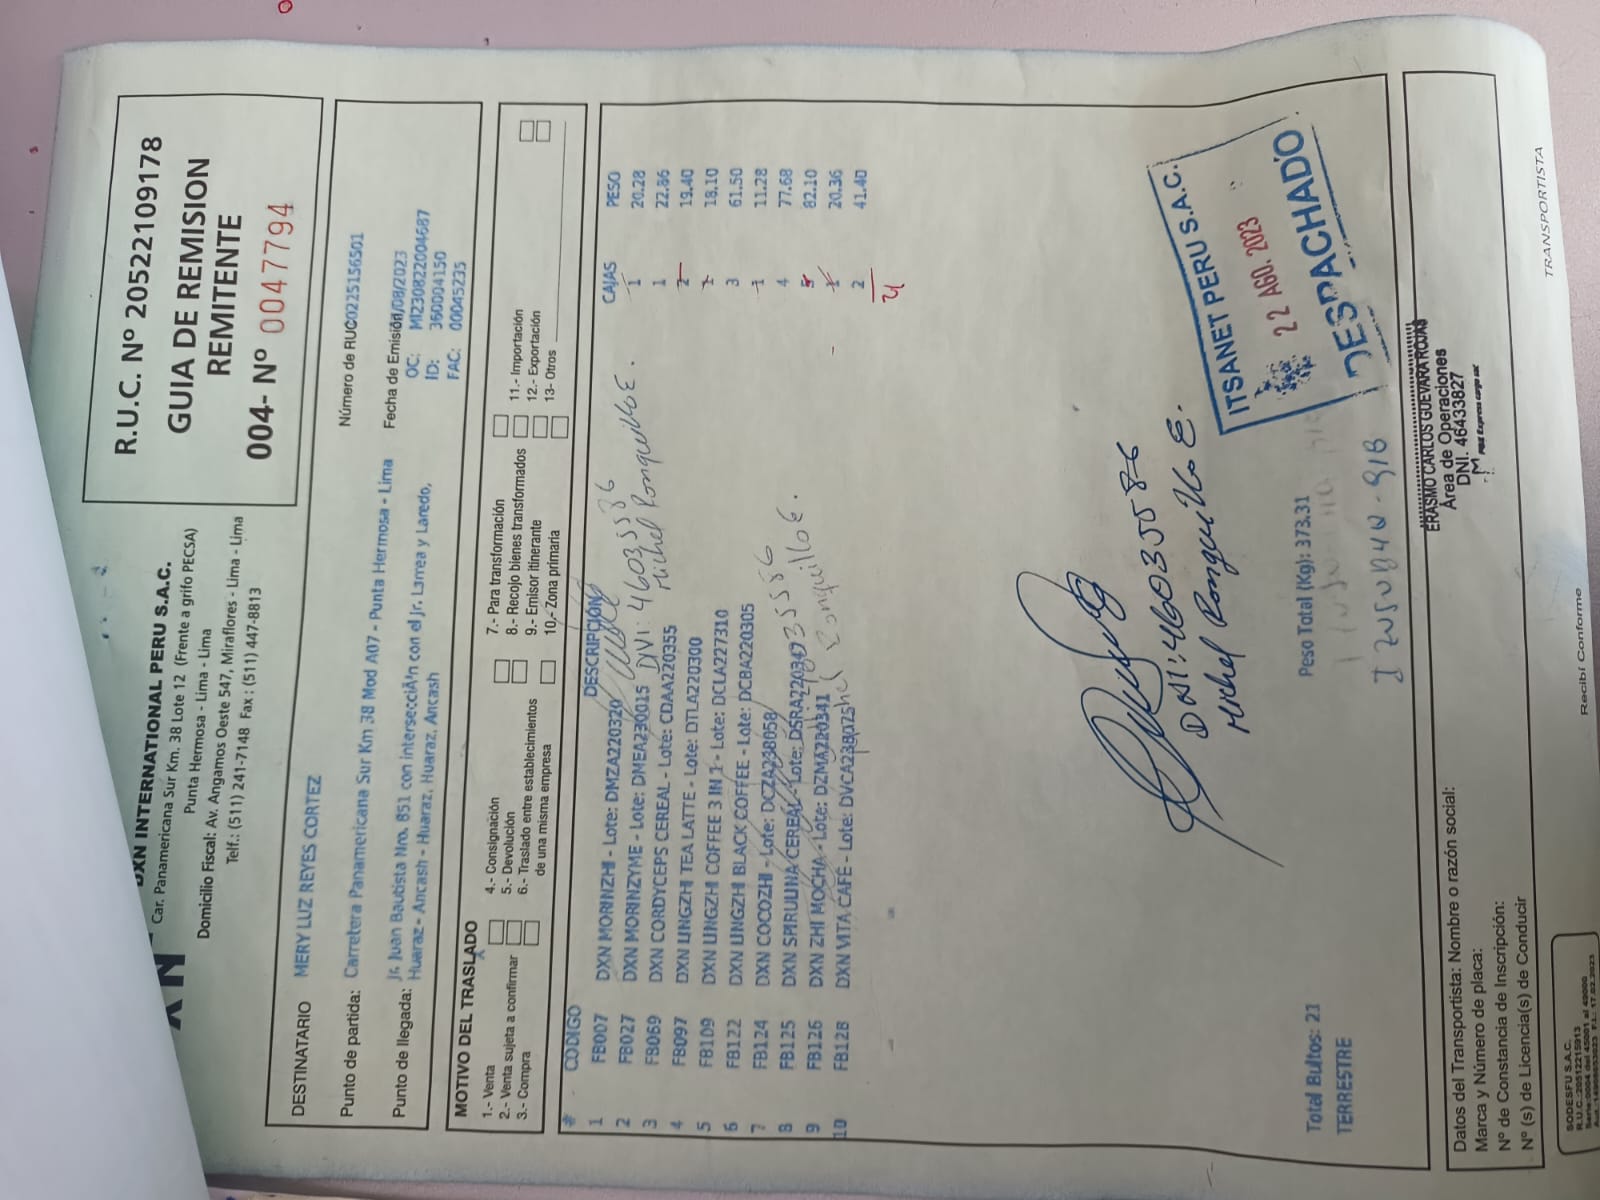 R.U.C. Nº 20522109178
GUIA DE REMISION
REMITENTE
004- Nº 0047794
DXN INTERNATIONAL PERU S.A.C.
Car. Panamericana Sur Km. 38 Lote 12 (Frente a grifo PECSA)
Punta Hermosa - Lima - Lima
Domicilio Fiscal: Av. Angamos Oeste 547, Miraflores - Lima - Lima
Telf.: (511) 241-7148 Fax : (511) 447-8813
DESTINATARIO MERY LUZ REYES CORTEZ
Número de RUC 0225156501
Punto de partida: Carretera Panamericana Sur Km 38 Mod A07 - Punta Hermosa - Lima
Fecha de Emisión /08/2023
Punto de llegada: Jr. Juan Bautista Nro. 851 con intersecciÃ³n con el Jr. Larrea y Laredo,
Huaraz - Ancash - Huaraz, Huaraz, Ancash
OC: MI230822004687
ID: 360004150
FAC: 00045235
MOTIVO DEL TRASLADO
1.- Venta
2.- Venta sujeta a confirmar
3.- Compra
4.- Consignación
5.- Devolución
6.- Traslado entre establecimientos
de una misma empresa
7.- Para transformación
8.- Recojo bienes transformados
9.- Emisor itinerante
10.- Zona primaria
11.- Importación
12.- Exportación
13- Otros
# CODIGO DESCRIPCIÓN CAJAS PESO
1 FB007 DXN MORINZHI - Lote: DMZA220320 1 20.28
2 FB027 DXN MORINZYME - Lote: DMEA230015 1 22.86
3 FB069 DXN CORDYCEPS CEREAL - Lote: CDAA220355 2 19.40
4 FB097 DXN LINGZHI TEA LATTE - Lote: DTLA220300 1 18.10
5 FB109 DXN LINGZHI COFFEE 3 IN 1 - Lote: DCLA227310 3 61.50
6 FB122 DXN LINGZHI BLACK COFFEE - Lote: DCBA220305 1 11.28
7 FB124 DXN COCOZHI - Lote: DCZA238058 4 77.68
8 FB125 DXN SPIRULINA CEREAL - Lote: DSRA220347 5 82.10
9 FB126 DXN ZHI MOCHA - Lote: DZMA220341 1 20.36
10 FB128 DXN VITA CAFÉ - Lote: DVCA238075 2 41.40
21
DNI: 46035586
Michel Ronquillo E.
46035586
Ronquillo E.
DNI: 46035586
Michel Ronquillo E.
ITSANET PERU S.A.C.
22 AGO. 2023
DESPACHADO
Total Bultos: 21
TERRESTRE
Peso Total (Kg): 373.31
ERASMO CARLOS GUEVARA ROJAS
Área de Operaciones
DNI. 46433827
Datos del Transportista: Nombre o razón social:
Marca y Número de placa:
Nº de Constancia de Inscripción:
Nº (s) de Licencia(s) de Conducir
SODESFU S.A.C.
R.U.C.:20512215913
Recibí Conforme
TRANSPORTISTA